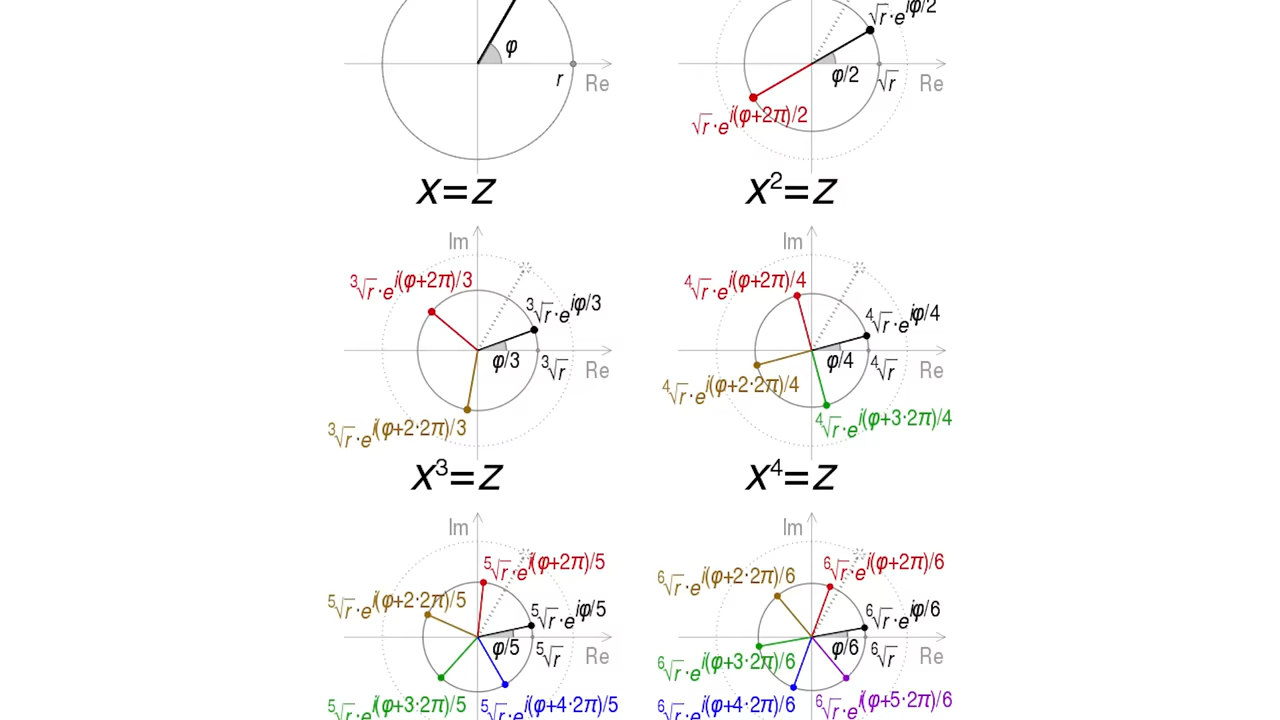 φ
r
Re
√r·e^iφ/2
φ/2
√r
Re
√r·e^i(φ+2π)/2
x=z
x²=z
Im
³√r·e^i(φ+2π)/3
³√r·e^iφ/3
φ/3
³√r
Re
³√r·e^i(φ+2·2π)/3
Im
⁴√r·e^i(φ+2π)/4
⁴√r·e^iφ/4
φ/4
⁴√r
Re
⁴√r·e^i(φ+2·2π)/4
⁴√r·e^i(φ+3·2π)/4
x³=z
x⁴=z
Im
⁵√r·e^i(φ+2π)/5
⁵√r·e^i(φ+2·2π)/5
⁵√r·e^iφ/5
φ/5
⁵√r
Re
⁵√r·e^i(φ+3·2π)/5
⁵√r·e^i(φ+4·2π)/5
Im
⁶√r·e^i(φ+2·2π)/6
⁶√r·e^i(φ+2π)/6
⁶√r·e^iφ/6
φ/6
⁶√r
Re
⁶√r·e^i(φ+3·2π)/6
⁶√r·e^i(φ+4·2π)/6
⁶√r·e^i(φ+5·2π)/6